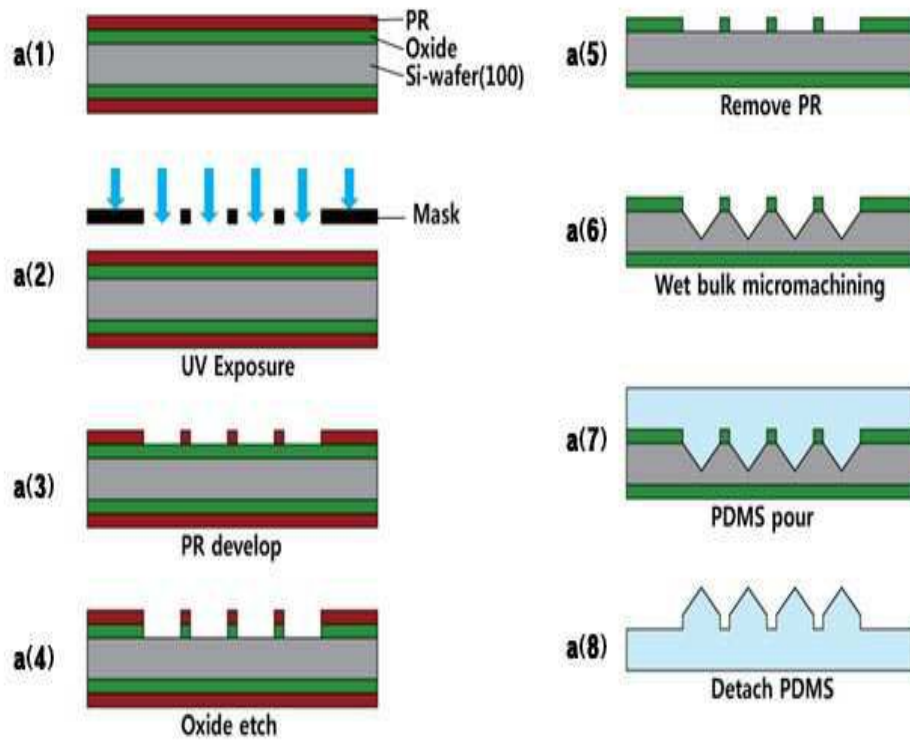 a(1)
PR
Oxide
Si-wafer(100)
a(2)
Mask
UV Exposure
a(3)
PR develop
a(4)
Oxide etch
a(5)
Remove PR
a(6)
Wet bulk micromachining
a(7)
PDMS pour
a(8)
Detach PDMS